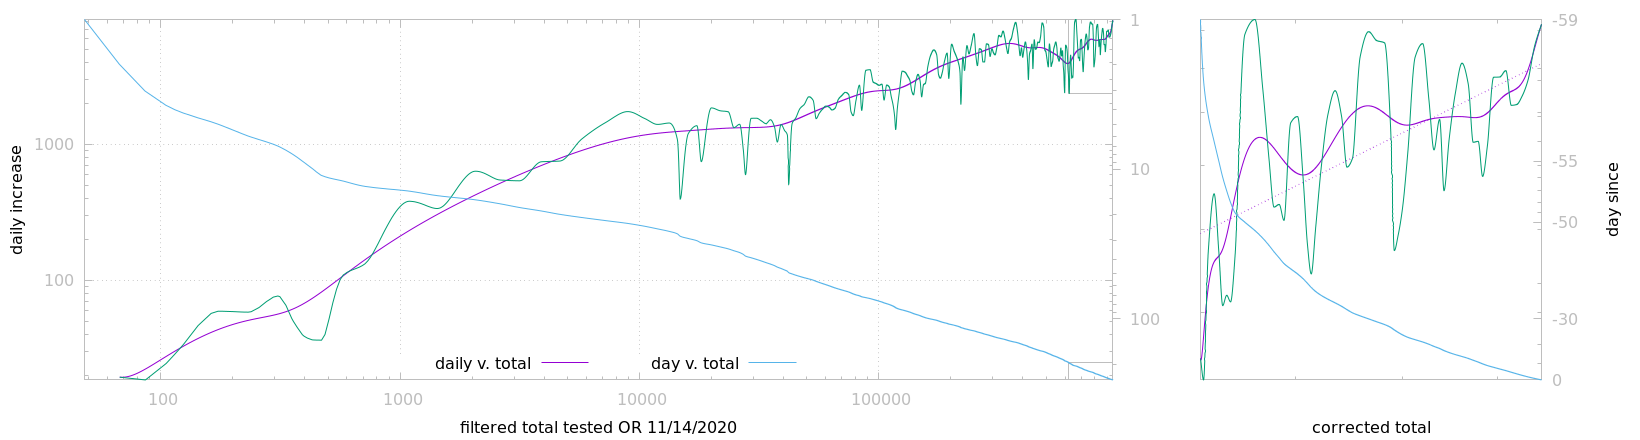 daily increase
1000
100
1
10
100
daily v. total
day v. total
100
1000
10000
100000
filtered total tested OR 11/14/2020
-59
-55
-50
-30
0
day since
corrected total